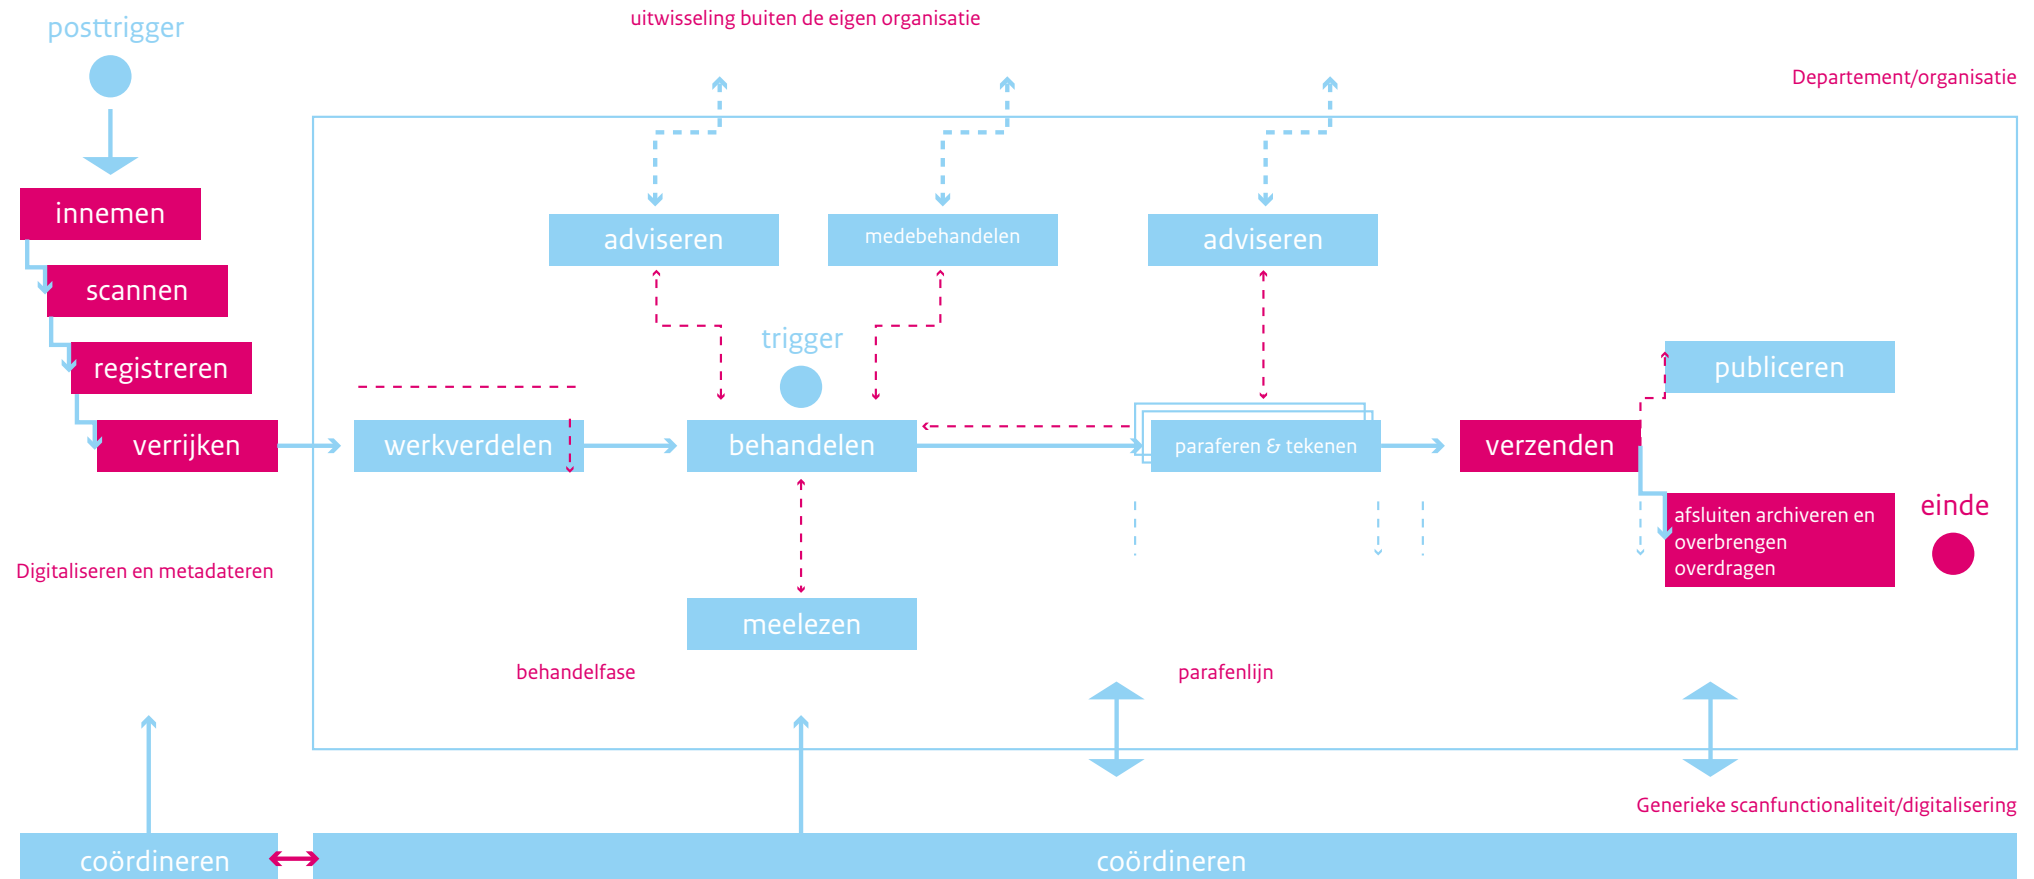 posttrigger
uitwisseling buiten de eigen organisatie
Departement/organisatie
innemen
adviseren
medebehandelen
adviseren
scannen
trigger
registreren
publiceren
verrijken
werkverdelen
behandelen
paraferen & tekenen
verzenden
afsluiten archiveren en
overbrengen
overdragen
einde
Digitaliseren en metadateren
meelezen
behandelfase
parafenlijn
Generieke scanfunctionaliteit/digitalisering
coördineren
coördineren